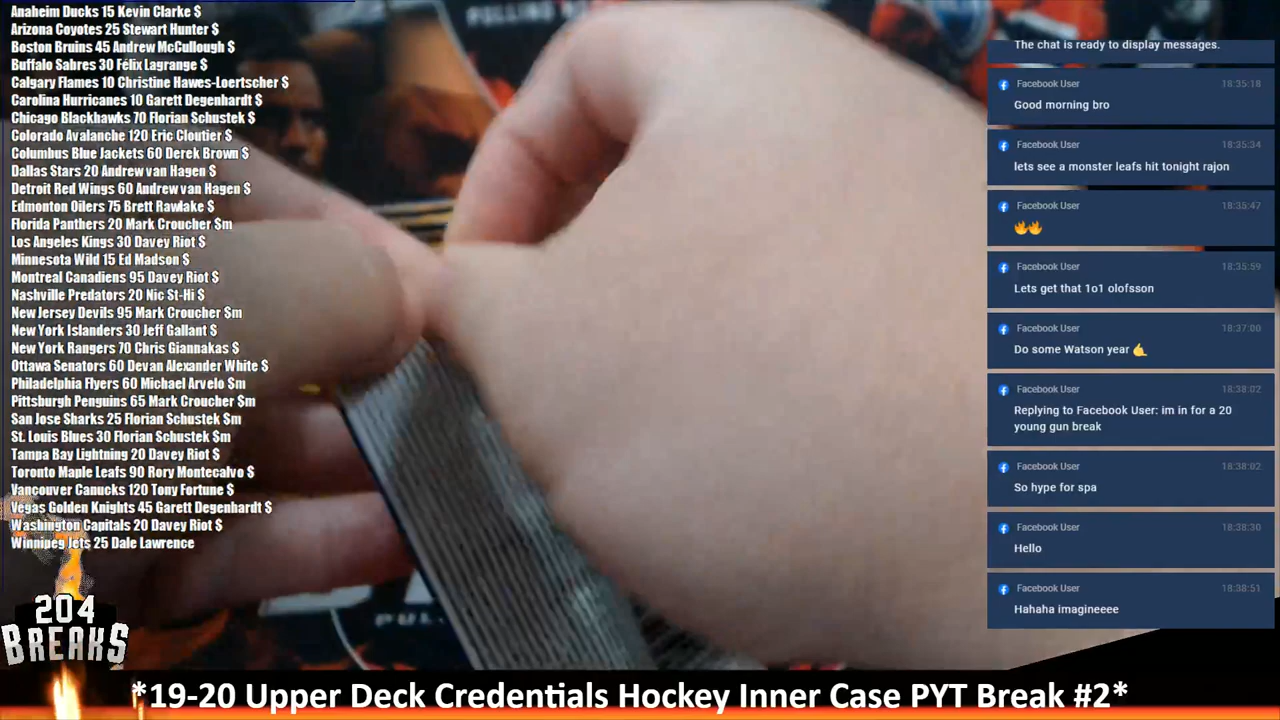 Anaheim Ducks 15 Kevin Clarke $
Arizona Coyotes 25 Stewart Hunter $
Boston Bruins 45 Andrew McCullough $
Buffalo Sabres 30 Félix Lagrange $
Calgary Flames 10 Christine Hawes-Loertscher $
Carolina Hurricanes 10 Garett Degenhardt $
Chicago Blackhawks 70 Florian Schustek $
Colorado Avalanche 120 Eric Cloutier $
Columbus Blue Jackets 60 Derek Brown $
Dallas Stars 20 Andrew van Hagen $
Detroit Red Wings 60 Andrew van Hagen $
Edmonton Oilers 75 Brett Rawlake $
Florida Panthers 20 Mark Croucher $m
Los Angeles Kings 30 Davey Riot $
Minnesota Wild 15 Ed Madson $
Montreal Canadiens 95 Davey Riot $
Nashville Predators 20 Nic St-Hi $
New Jersey Devils 95 Mark Croucher $m
New York Islanders 30 Jeff Gallant $
New York Rangers 70 Chris Giannakas $
Ottawa Senators 60 Devan Alexander White $
Philadelphia Flyers 60 Michael Arvelo $m
Pittsburgh Penguins 65 Mark Croucher $m
San Jose Sharks 25 Florian Schustek $m
St. Louis Blues 30 Florian Schustek $m
Tampa Bay Lightning 20 Davey Riot $
Toronto Maple Leafs 90 Rory Montecalvo $
Vancouver Canucks 120 Tony Fortune $
Vegas Golden Knights 45 Garett Degenhardt $
Washington Capitals 20 Davey Riot $
Winnipeg Jets 25 Dale Lawrence
204
BREAKS
The chat is ready to display messages.
Facebook User 18:35:18
Good morning bro
Facebook User 18:35:34
lets see a monster leafs hit tonight rajon
Facebook User 18:35:47
🔥🔥
Facebook User 18:35:59
Lets get that 1o1 olofsson
Facebook User 18:37:00
Do some Watson year 🤙
Facebook User 18:38:02
Replying to Facebook User: im in for a 20
young gun break
Facebook User 18:38:02
So hype for spa
Facebook User 18:38:30
Hello
Facebook User 18:38:51
Hahaha imagineeee
*19-20 Upper Deck Credentials Hockey Inner Case PYT Break #2*